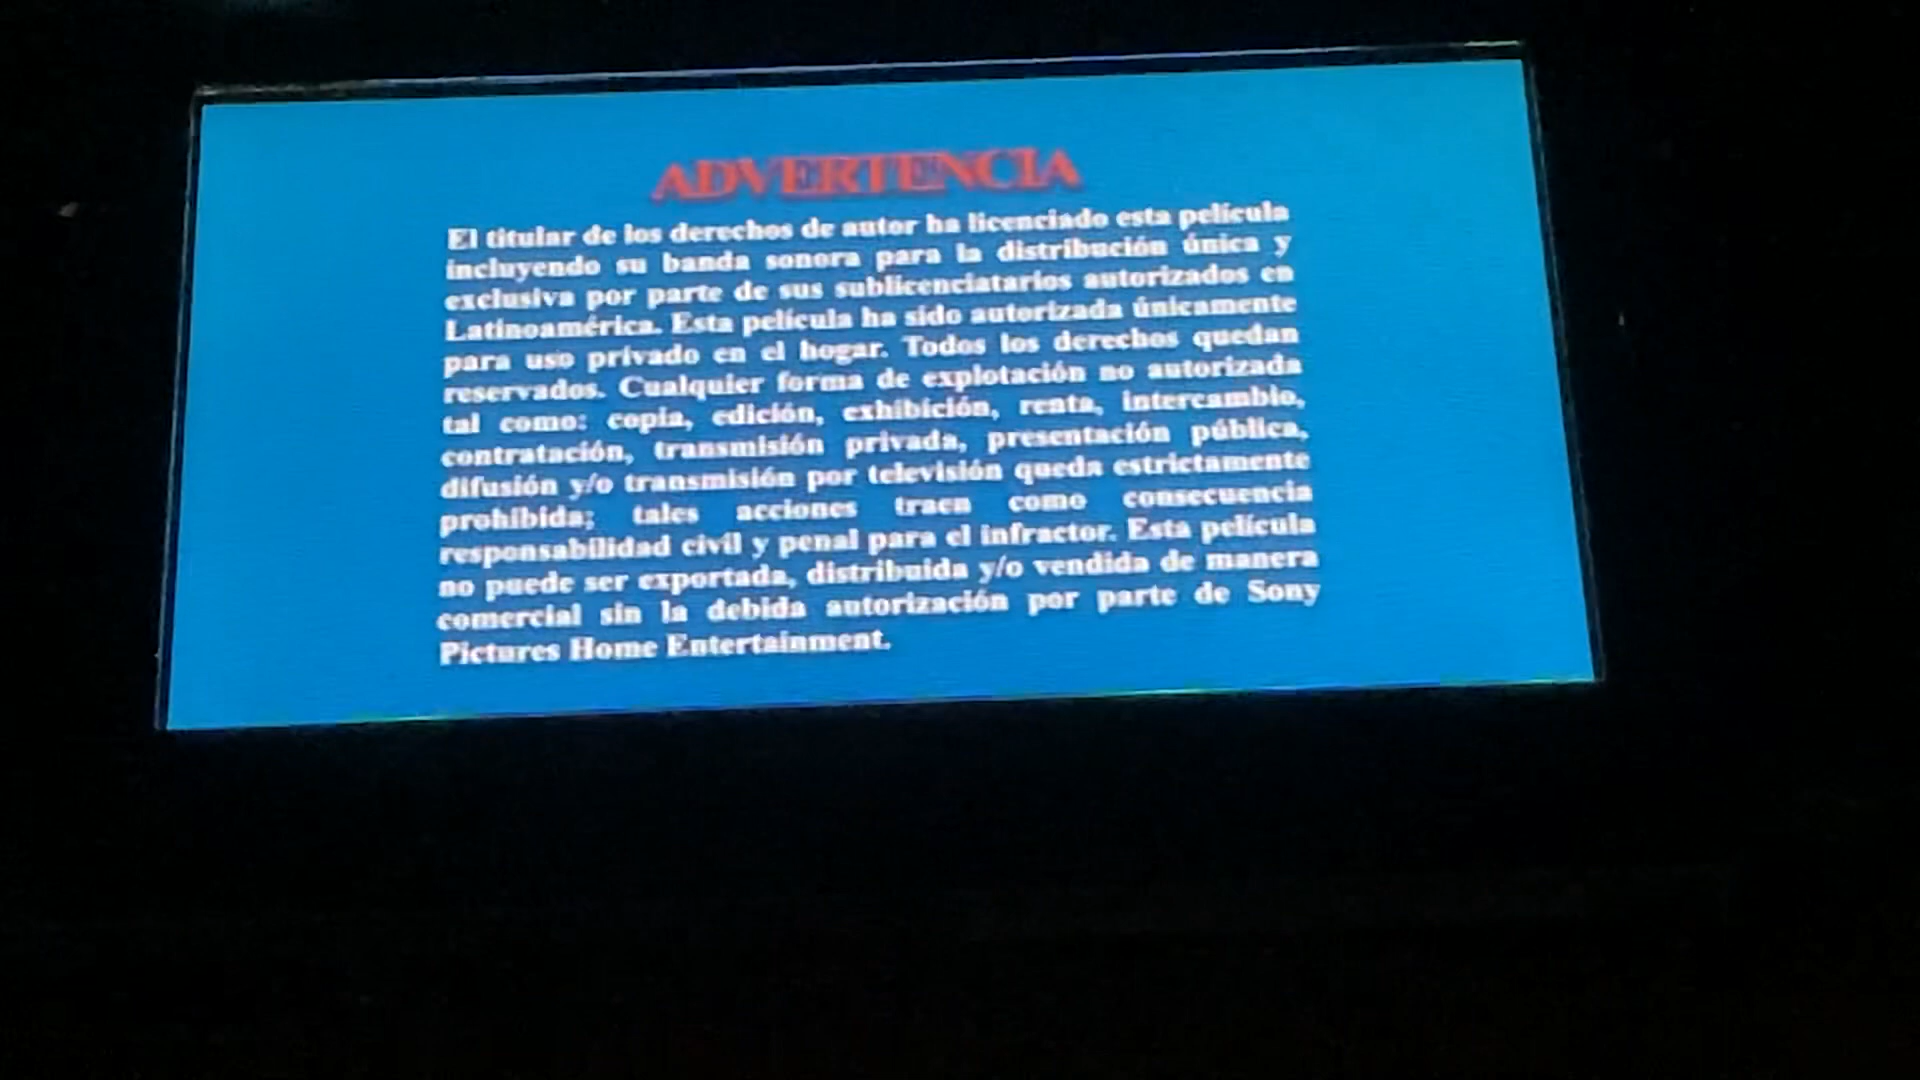 ADVERTENCIA
El titular de los derechos de autor ha licenciado esta película
incluyendo su banda sonora para la distribución única y
exclusiva por parte de sus sublicenciatarios autorizados en
Latinoamérica. Esta película ha sido autorizada únicamente
para uso privado en el hogar. Todos los derechos quedan
reservados. Cualquier forma de explotación no autorizada
tal como: copia, edición, exhibición, renta, intercambio,
contratación, transmisión privada, presentación pública,
difusión y/o transmisión por televisión queda estrictamente
prohibida; tales acciones traen como consecuencia
responsabilidad civil y penal para el infractor. Esta película
no puede ser exportada, distribuida y/o vendida de manera
comercial sin la debida autorización por parte de Sony
Pictures Home Entertainment.